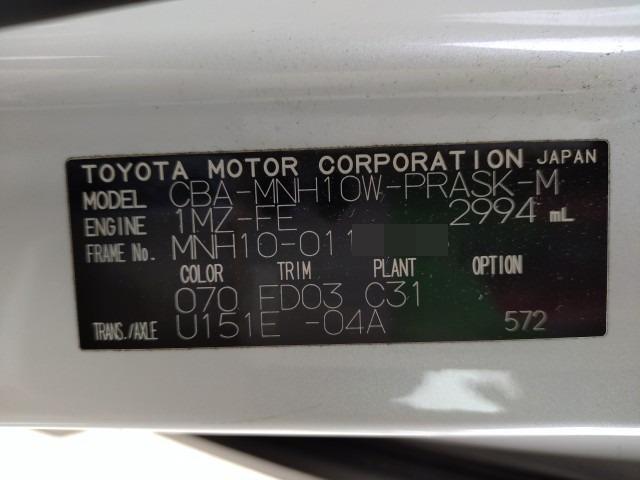 TOYOTA MOTOR CORPORATION JAPAN
MODEL CBA-MNH10W-PRASK-M
ENGINE 1MZ-FE 2994 mL
FRAME No. MNH10-011
COLOR TRIM PLANT OPTION
070 FD03 C31
TRANS./AXLE U151E -04A 572